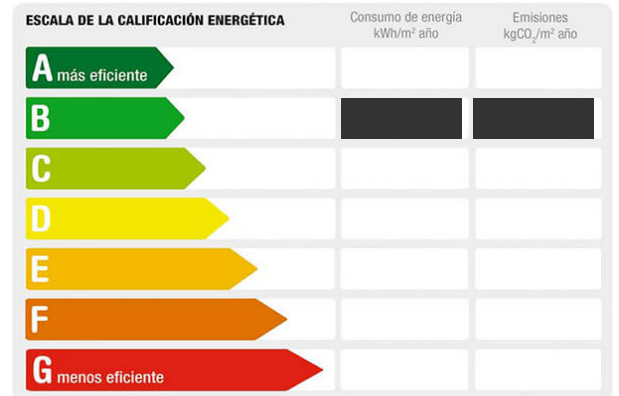 ESCALA DE LA CALIFICACIÓN ENERGÉTICA
Consumo de energía
kWh/m² año
Emisiones
kgCO₂/m² año
A más eficiente
B
C
D
E
F
G menos eficiente